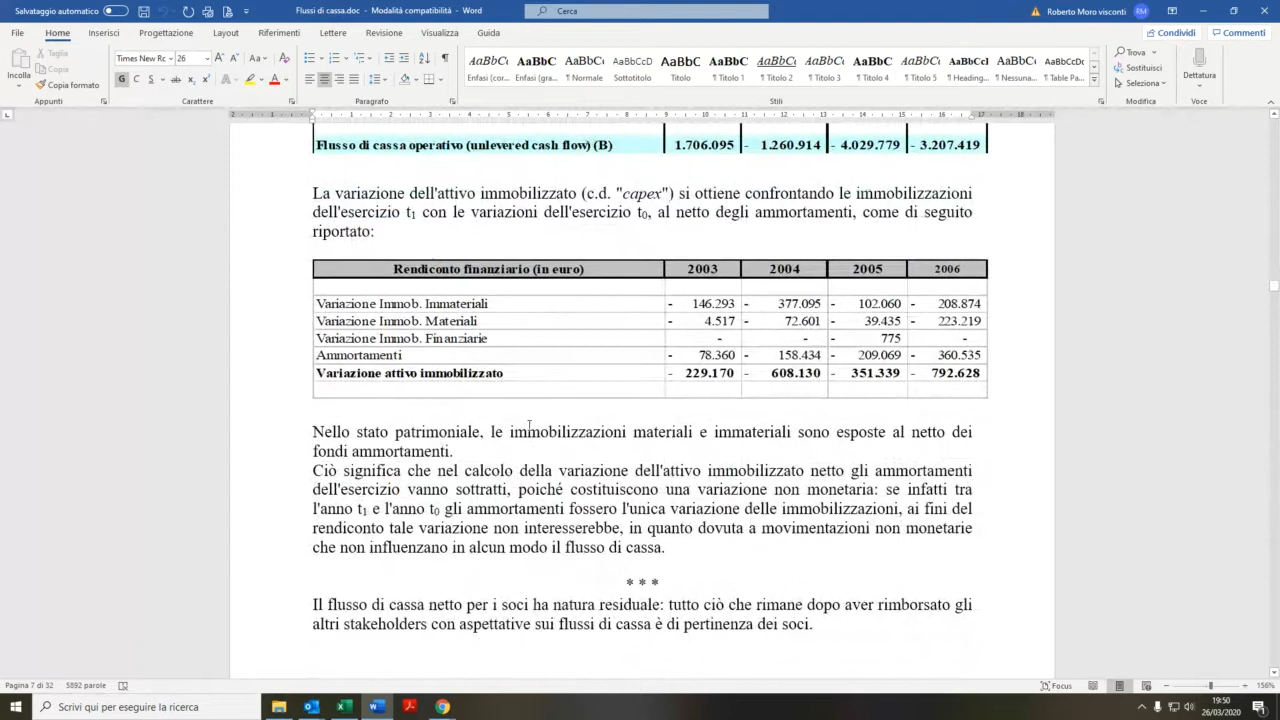 Salvataggio automatico
Flussi di cassa.doc - Modalità compatibilità - Word
Cerca
Roberto Moro visconti
RM
File Home Inserisci Progettazione Layout Riferimenti Lettere Revisione Visualizza Guida
Condividi Commenti
Incolla
Taglia
Copia
Copia formato
Times New Rc 26
AaBbCc Enfasi (cor...
AaBbCc Enfasi (gra...
AaBbCc ¶ Normale
AaBbCcD Sottotitolo
AaBbCc Titolo
AaBbCc ¶ Titolo 1
AaBbCc ¶ Titolo 2
AaBbCc ¶ Titolo 3
AaBbCc ¶ Titolo 4
AaBbCc ¶ Titolo 5
AaBbCc ¶ Heading...
AaBbCc ¶ Nessuna...
AaBbCcDc ¶ Table Pa...
Trova
Sostituisci
Seleziona
Dettatura
Appunti Carattere Paragrafo Stili Modifica Voce
Flusso di cassa operativo (unlevered cash flow) (B) 1.706.095 - 1.260.914 - 4.029.779 - 3.207.419
La variazione dell'attivo immobilizzato (c.d. "capex") si ottiene confrontando le immobilizzazioni
dell'esercizio t1 con le variazioni dell'esercizio t0, al netto degli ammortamenti, come di seguito
riportato:
Rendiconto finanziario (in euro) 2003 2004 2005 2006
Variazione Immob. Immateriali - 146.293 - 377.095 - 102.060 - 208.874
Variazione Immob. Materiali - 4.517 - 72.601 - 39.435 - 223.219
Variazione Immob. Finanziarie - - - 775 -
Ammortamenti - 78.360 - 158.434 - 209.069 - 360.535
Variazione attivo immobilizzato - 229.170 - 608.130 - 351.339 - 792.628
Nello stato patrimoniale, le immobilizzazioni materiali e immateriali sono esposte al netto dei
fondi ammortamenti.
Ciò significa che nel calcolo della variazione dell'attivo immobilizzato netto gli ammortamenti
dell'esercizio vanno sottratti, poiché costituiscono una variazione non monetaria: se infatti tra
l'anno t1 e l'anno t0 gli ammortamenti fossero l'unica variazione delle immobilizzazioni, ai fini del
rendiconto tale variazione non interesserebbe, in quanto dovuta a movimentazioni non monetarie
che non influenzano in alcun modo il flusso di cassa.
* * *
Il flusso di cassa netto per i soci ha natura residuale: tutto ciò che rimane dopo aver rimborsato gli
altri stakeholders con aspettative sui flussi di cassa è di pertinenza dei soci.
Pagina 7 di 32 5892 parole
Focus
156%
Scrivi qui per eseguire la ricerca
19:50
26/03/2020